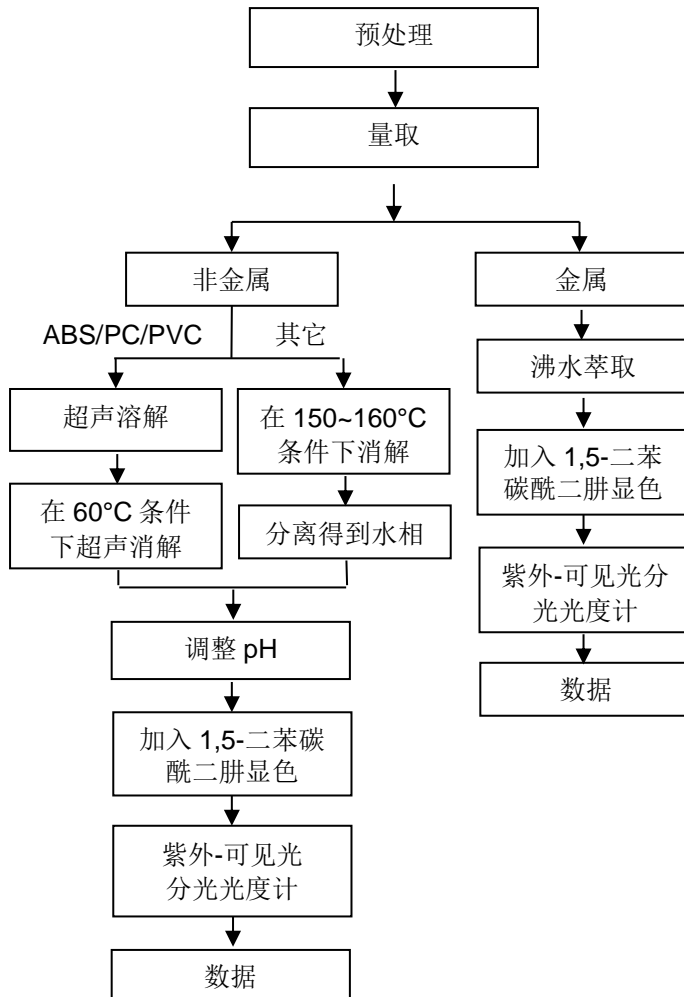 预处理
量取
非金属
金属
ABS/PC/PVC
其它
沸水萃取
超声溶解
在 150~160°C
条件下消解
加入 1,5-二苯
碳酰二肼显色
在 60°C 条件
下超声消解
分离得到水相
紫外-可见光分
光光度计
调整 pH
数据
加入 1,5-二苯碳
酰二肼显色
紫外-可见光
分光光度计
数据